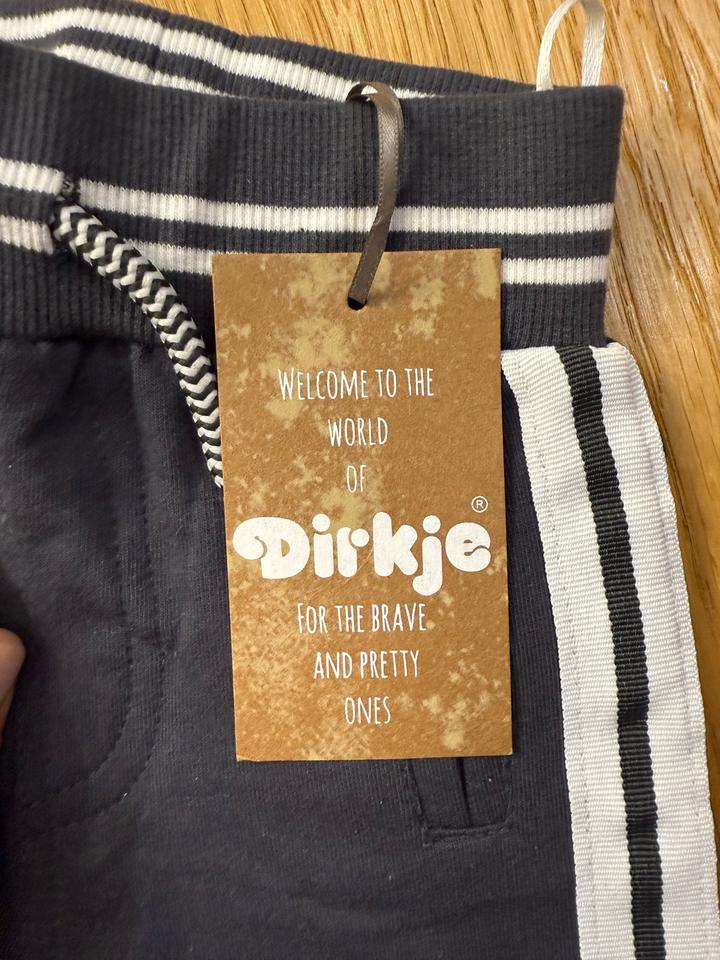 WELCOME TO THE
WORLD
OF
Dirkje®
FOR THE BRAVE
AND PRETTY
ONES